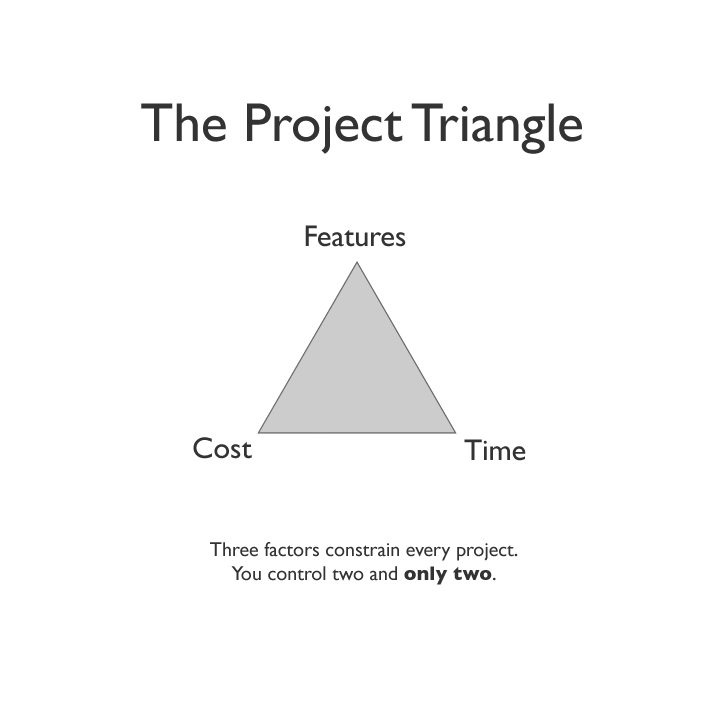 The Project Triangle
Features
Cost
Time
Three factors constrain every project.
You control two and only two.